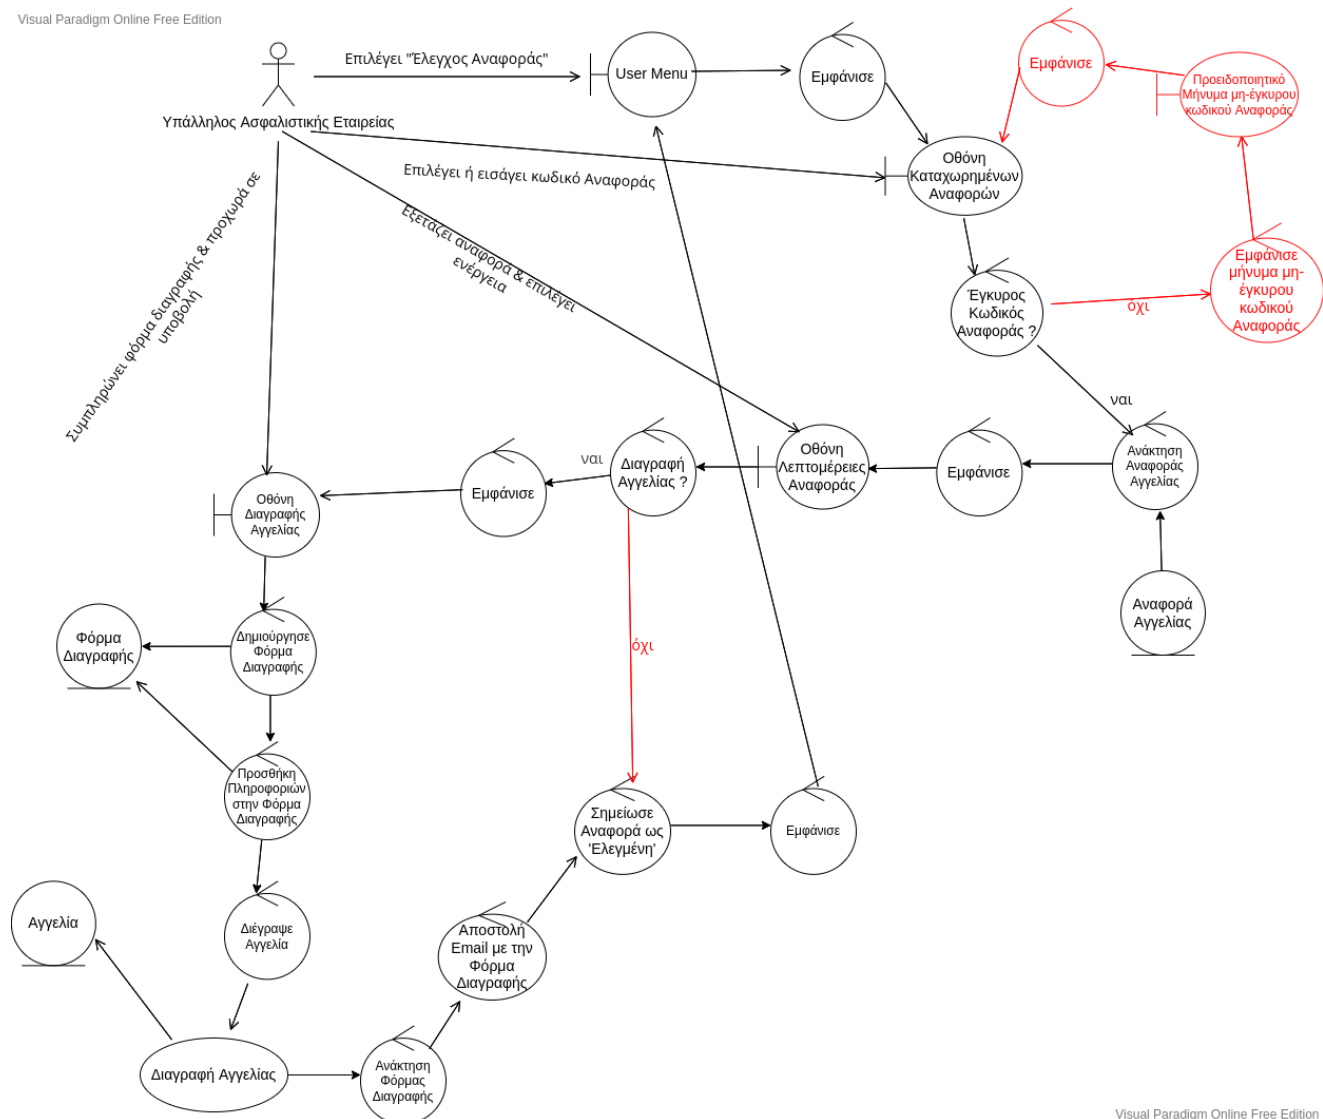 Visual Paradigm Online Free Edition
Επιλέγει "Έλεγχος Αναφοράς"
User Menu
Εμφάνισε
Εμφάνισε
Προειδοποιητικό
Μήνυμα μη-έγκυρου
κωδικού Αναφοράς
Υπάλληλος Ασφαλιστικής Εταιρείας
Επιλέγει ή εισάγει κωδικό Αναφοράς
Οθόνη
Καταχωρημένων
Αναφορών
Συμπληρώνει φόρμα διαγραφής & προχωρά σε
υποβολή
Εξετάζει αναφορά & επιλέγει
ενέργεια
Έγκυρος
Κωδικός
Αναφοράς ?
όχι
Εμφάνισε
μήνυμα μη-
έγκυρου
κωδικού
Αναφοράς
ναι
Ανάκτηση
Αναφοράς
Αγγελίας
Εμφάνισε
Οθόνη
Λεπτομέρειες
Αναφοράς
Διαγραφή
Αγγελίας ?
ναι
Εμφάνισε
Οθόνη
Διαγραφής
Αγγελίας
Αναφορά
Αγγελίας
όχι
Φόρμα
Διαγραφής
Δημιούργησε
Φόρμα
Διαγραφής
Προσθήκη
Πληροφοριών
στην Φόρμα
Διαγραφής
Σημείωσε
Αναφορά ως
'Ελεγμένη'
Εμφάνισε
Αγγελία
Διέγραψε
Αγγελία
Αποστολή
Email με την
Φόρμα
Διαγραφής
Διαγραφή Αγγελίας
Ανάκτηση
Φόρμας
Διαγραφής
Visual Paradigm Online Free Edition